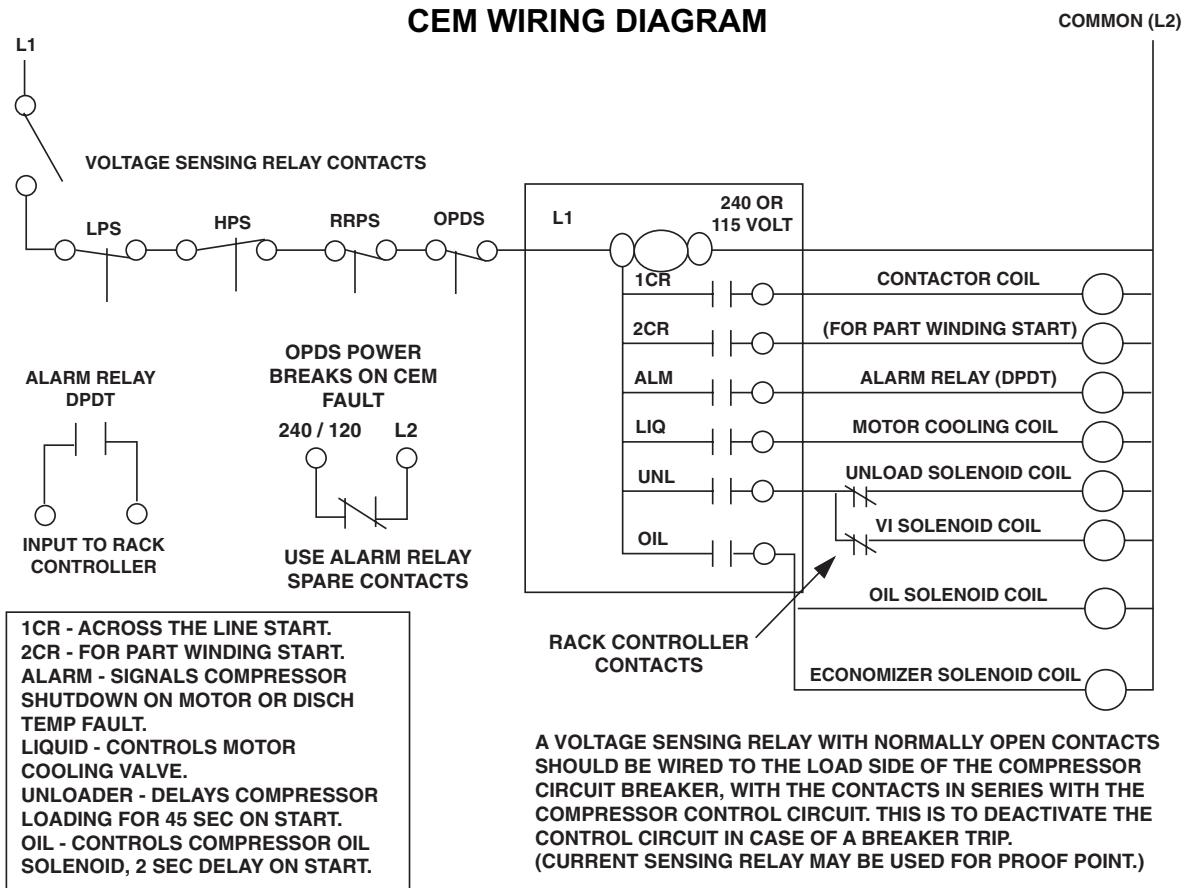 CEM WIRING DIAGRAM
COMMON (L2)
L1
VOLTAGE SENSING RELAY CONTACTS
LPS
HPS
RRPS
OPDS
L1
240 OR
115 VOLT
1CR
CONTACTOR COIL
2CR
(FOR PART WINDING START)
ALM
ALARM RELAY (DPDT)
LIQ
MOTOR COOLING COIL
UNL
UNLOAD SOLENOID COIL
VI SOLENOID COIL
OIL
OIL SOLENOID COIL
ECONOMIZER SOLENOID COIL
RACK CONTROLLER
CONTACTS
ALARM RELAY
DPDT
INPUT TO RACK
CONTROLLER
OPDS POWER
BREAKS ON CEM
FAULT
240 / 120
L2
USE ALARM RELAY
SPARE CONTACTS
1CR - ACROSS THE LINE START.
2CR - FOR PART WINDING START.
ALARM - SIGNALS COMPRESSOR
SHUTDOWN ON MOTOR OR DISCH
TEMP FAULT.
LIQUID - CONTROLS MOTOR
COOLING VALVE.
UNLOADER - DELAYS COMPRESSOR
LOADING FOR 45 SEC ON START.
OIL - CONTROLS COMPRESSOR OIL
SOLENOID, 2 SEC DELAY ON START.
A VOLTAGE SENSING RELAY WITH NORMALLY OPEN CONTACTS
SHOULD BE WIRED TO THE LOAD SIDE OF THE COMPRESSOR
CIRCUIT BREAKER, WITH THE CONTACTS IN SERIES WITH THE
COMPRESSOR CONTROL CIRCUIT. THIS IS TO DEACTIVATE THE
CONTROL CIRCUIT IN CASE OF A BREAKER TRIP.
(CURRENT SENSING RELAY MAY BE USED FOR PROOF POINT.)